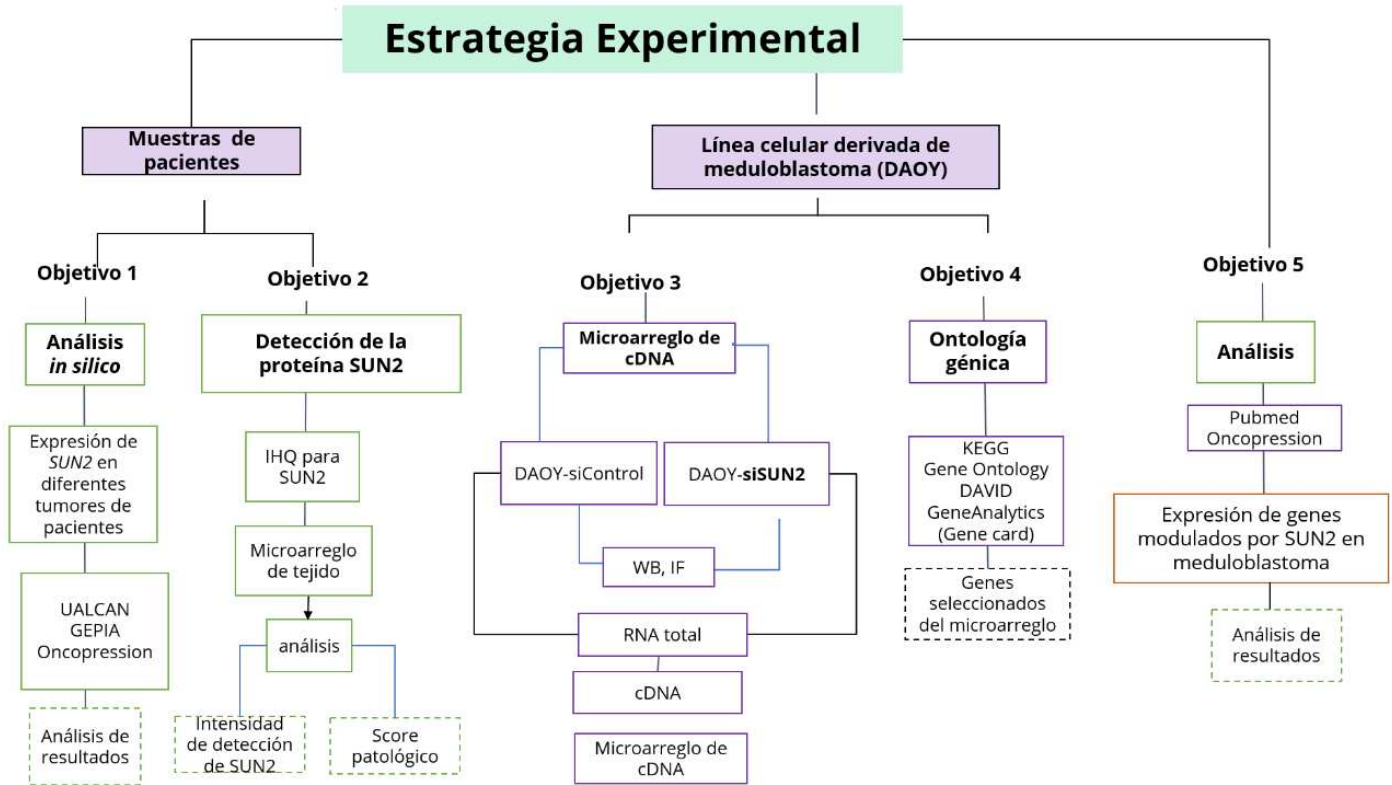 Estrategia Experimental
Muestras de
pacientes
Línea celular derivada de
meduloblastoma (DAOY)
Objetivo 1
Análisis
in silico
Expresión de
SUN2 en
diferentes
tumores de
pacientes
UALCAN
GEPIA
Oncopression
Análisis de
resultados
Objetivo 2
Detección de la
proteína SUN2
IHQ para
SUN2
Microarreglo
de tejido
análisis
Intensidad
de detección
de SUN2
Score
patológico
Objetivo 3
Microarreglo de
cDNA
DAOY-siControl
DAOY-siSUN2
WB, IF
RNA total
cDNA
Microarreglo de
cDNA
Objetivo 4
Ontología
génica
KEGG
Gene Ontology
DAVID
GeneAnalytics
(Gene card)
Genes
seleccionados
del microarreglo
Objetivo 5
Análisis
Pubmed
Oncopression
Expresión de genes
modulados por SUN2 en
meduloblastoma
Análisis de
resultados